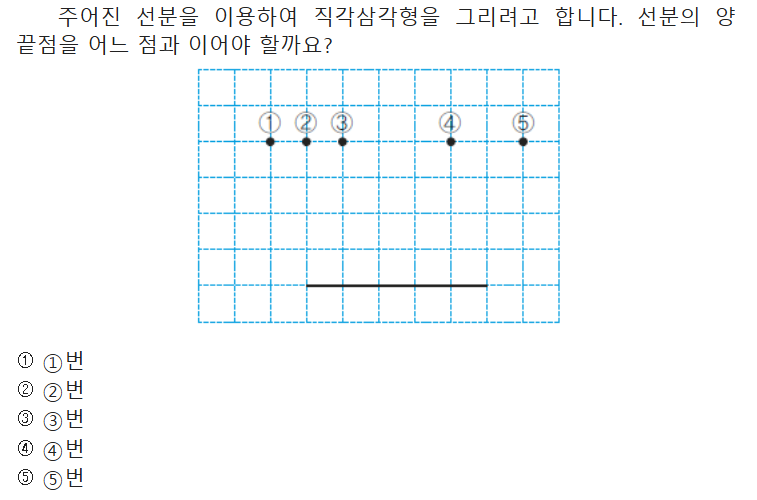 주어진 선분을 이용하여 직각삼각형을 그리려고 합니다. 선분의 양
끝점을 어느 점과 이어야 할까요?
① ② ③ ④ ⑤
① ①번
② ②번
③ ③번
④ ④번
⑤ ⑤번